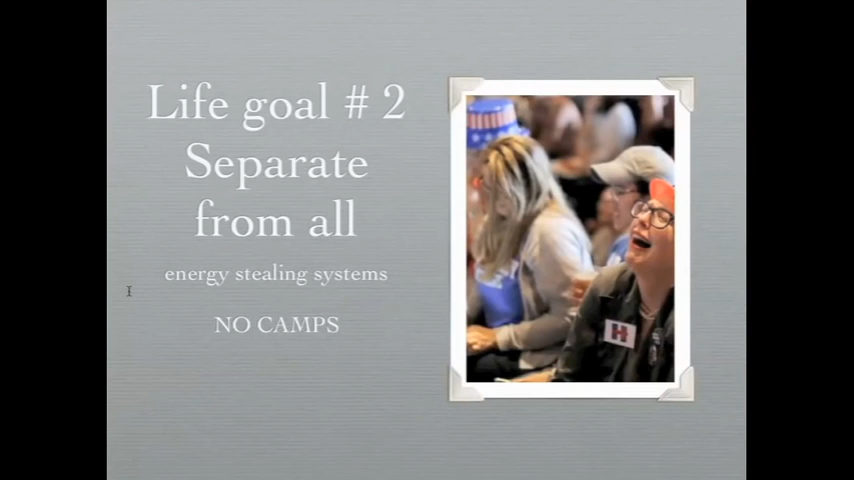 Life goal # 2
Separate
from all
energy stealing systems
NO CAMPS
H